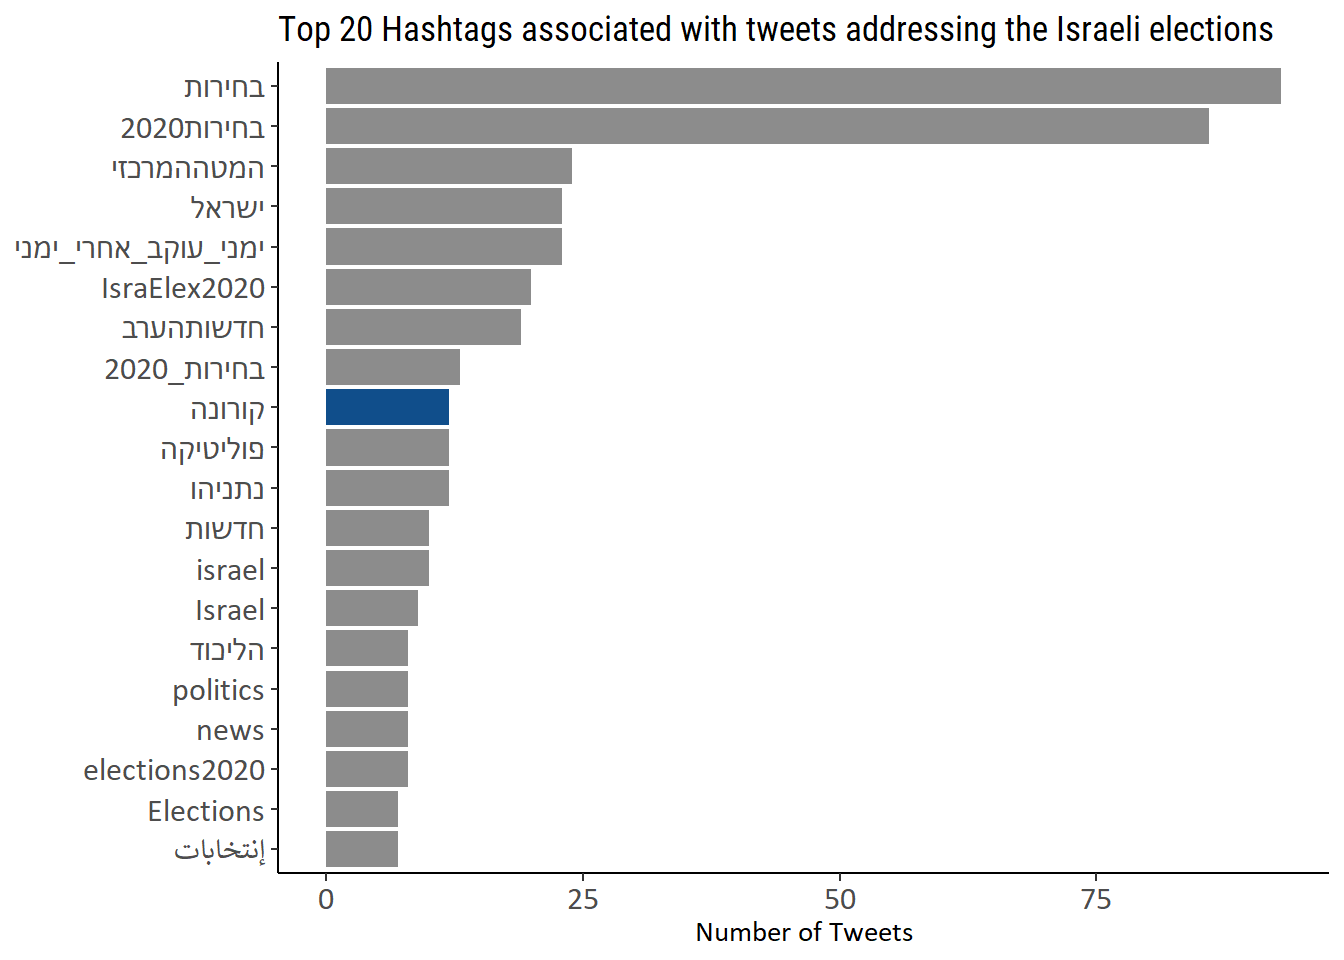 Top 20 Hashtags associated with tweets addressing the Israeli elections
בחירות
בחירות2020
המטההמרכזי
ישראל
ימני_עוקב_אחרי_ימני
IsraElex2020
חדשותהערב
בחירות_2020
קורונה
פוליטיקה
נתניהו
חדשות
israel
Israel
הליכוד
politics
news
elections2020
Elections
إنتخابات
0 25 50 75
Number of Tweets